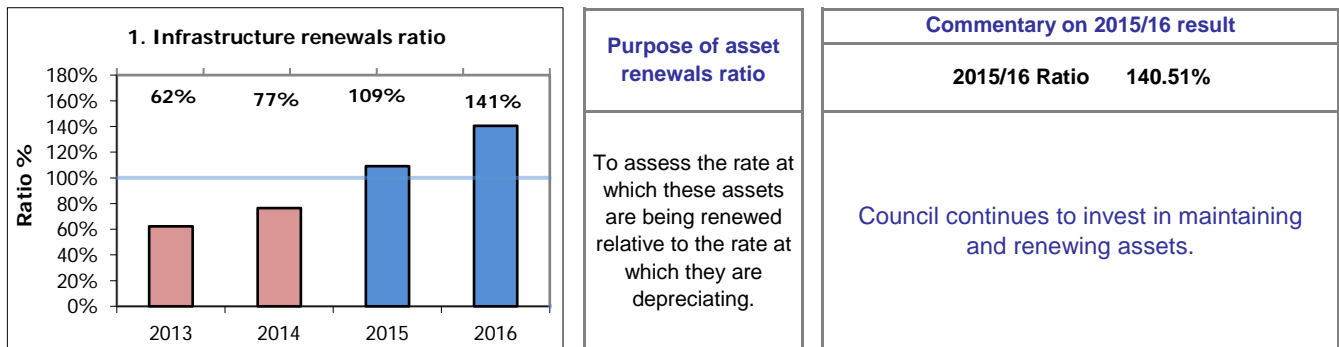 1. Infrastructure renewals ratio
Ratio %
180%
160%
140%
120%
100%
80%
60%
40%
20%
0%
62%
77%
109%
141%
2013
2014
2015
2016
Purpose of asset
renewals ratio
To assess the rate at
which these assets
are being renewed
relative to the rate at
which they are
depreciating.
Commentary on 2015/16 result
2015/16 Ratio 140.51%
Council continues to invest in maintaining
and renewing assets.